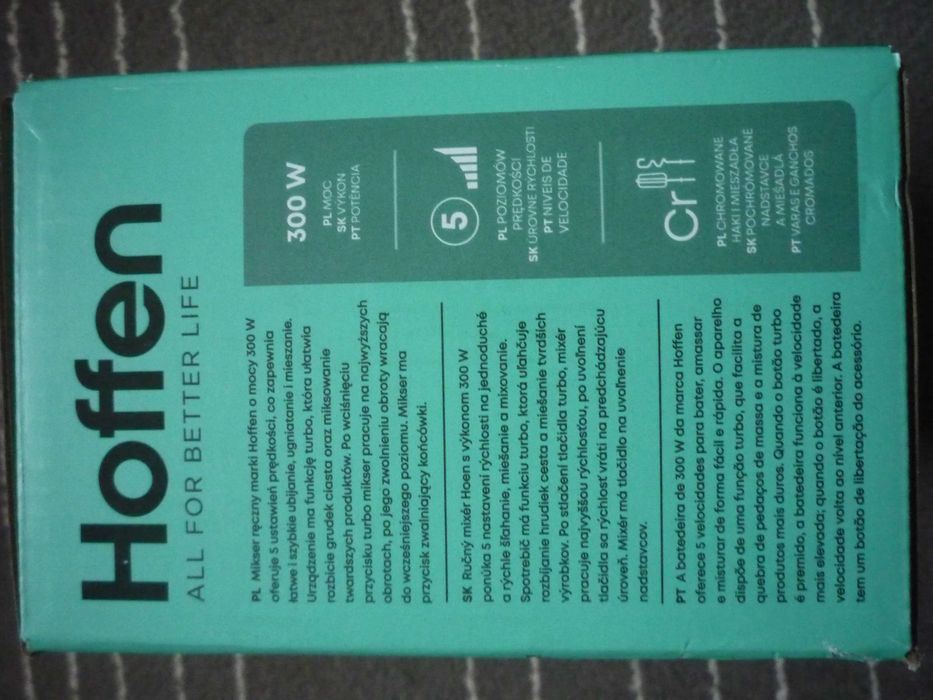 Hoffen
ALL FOR BETTER LIFE
PL Mikser ręczny marki Hoffen o mocy 300 W
oferuje 5 ustawień prędkości, co zapewnia
łatwe i szybkie ubijanie, ugniatanie i mieszanie.
Urządzenie ma funkcję turbo, która ułatwia
rozbicie grudek ciasta oraz miksowanie
twardszych produktów. Po wciśnięciu
przycisku turbo mikser pracuje na najwyższych
obrotach, po jego zwolnieniu obroty wracają
do wcześniejszego poziomu. Mikser ma
przycisk zwalniający końcówki.
SK Ručný mixér Hoen s výkonom 300 W
ponúka 5 nastavení rýchlosti na jednoduché
a rýchle šľahanie, miešanie a mixovanie.
Spotrebič má funkciu turbo, ktorá uľahčuje
rozbíjanie hrudiek cesta a miešanie tvrdších
výrobkov. Po stlačení tlačidla turbo, mixér
pracuje najvyššou rýchlosťou, po uvoľnení
tlačidla sa rýchlosť vráti na predchádzajúcu
úroveň. Mixér má tlačidlo na uvoľnenie
nadstavcov.
PT A batedeira de 300 W da marca Hoffen
oferece 5 velocidades para bater, amassar
e misturar de forma fácil e rápida. O aparelho
dispõe de uma função turbo, que facilita a
quebra de pedaços de massa e a mistura de
produtos mais duros. Quando o botão turbo
é premido, a batedeira funciona à velocidade
mais elevada; quando o botão é libertado, a
velocidade volta ao nível anterior. A batedeira
tem um botão de libertação do acessório.
300 W
PL MOC
SK VÝKON
PT POTÊNCIA
5
PL POZIOMÓW
PRĘDKOŚCI
SK ÚROVNE RÝCHLOSTI
PT NÍVEIS DE
VELOCIDADE
Cr
PL CHROMOWANE
HAKI I MIESZADŁA
SK POCHRÓMOVANÉ
NADSTAVCE
A MIEŠADLÁ
PT VARAS E GANCHOS
CROMADOS